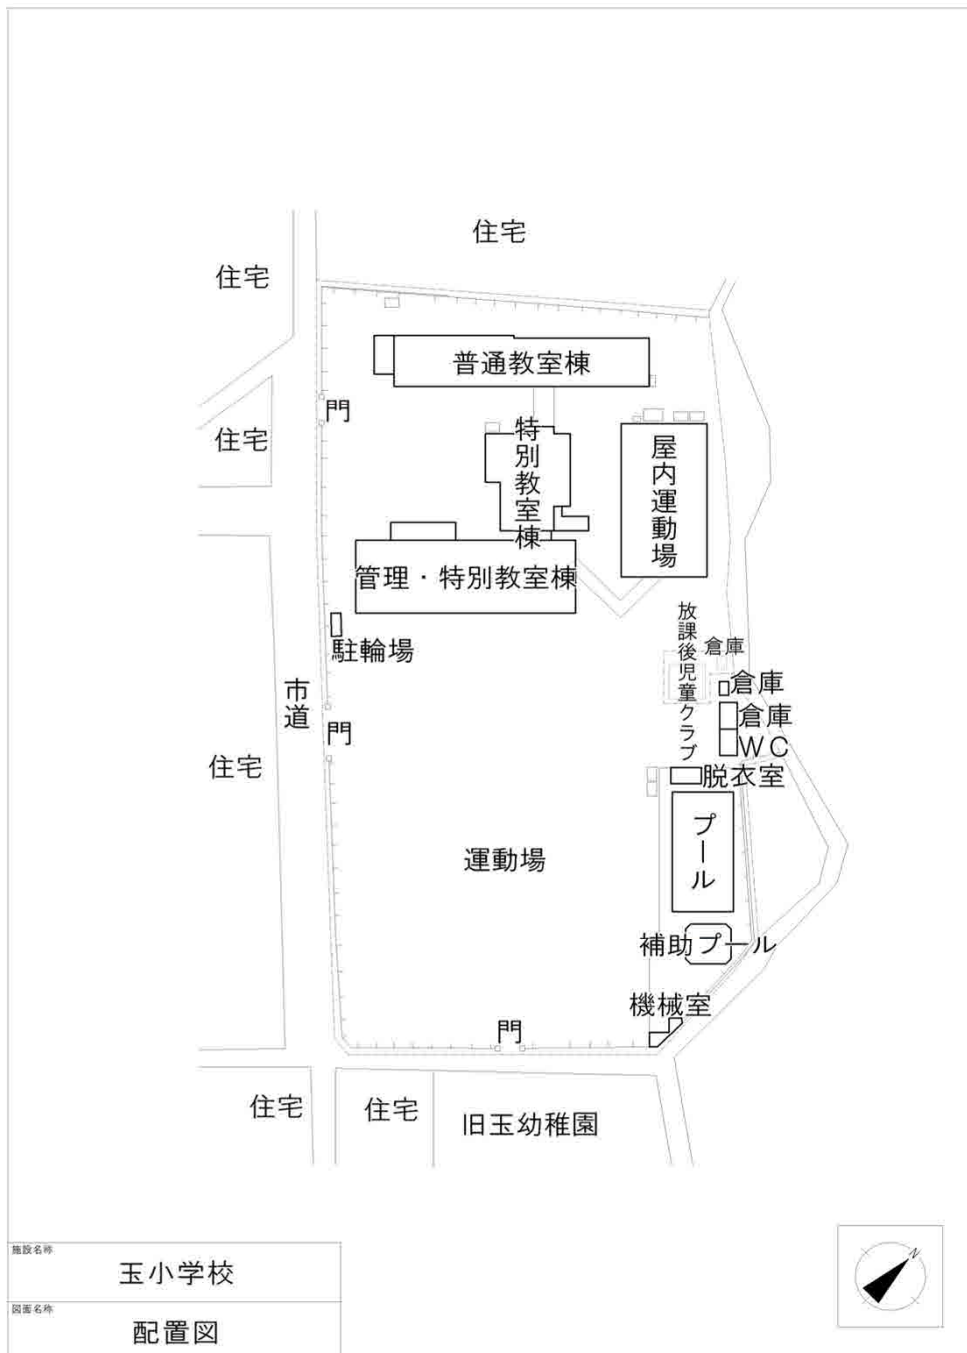 住宅
住宅
普通教室棟
門
特別教室棟
屋内運動場
住宅
管理・特別教室棟
放課後児童クラブ
駐輪場
倉庫
倉庫
市道
倉庫
門
WC
住宅
脱衣室
プール
運動場
補助プール
機械室
門
住宅
住宅
旧玉幼稚園
施設名称
玉小学校
図面名称
配置図
N